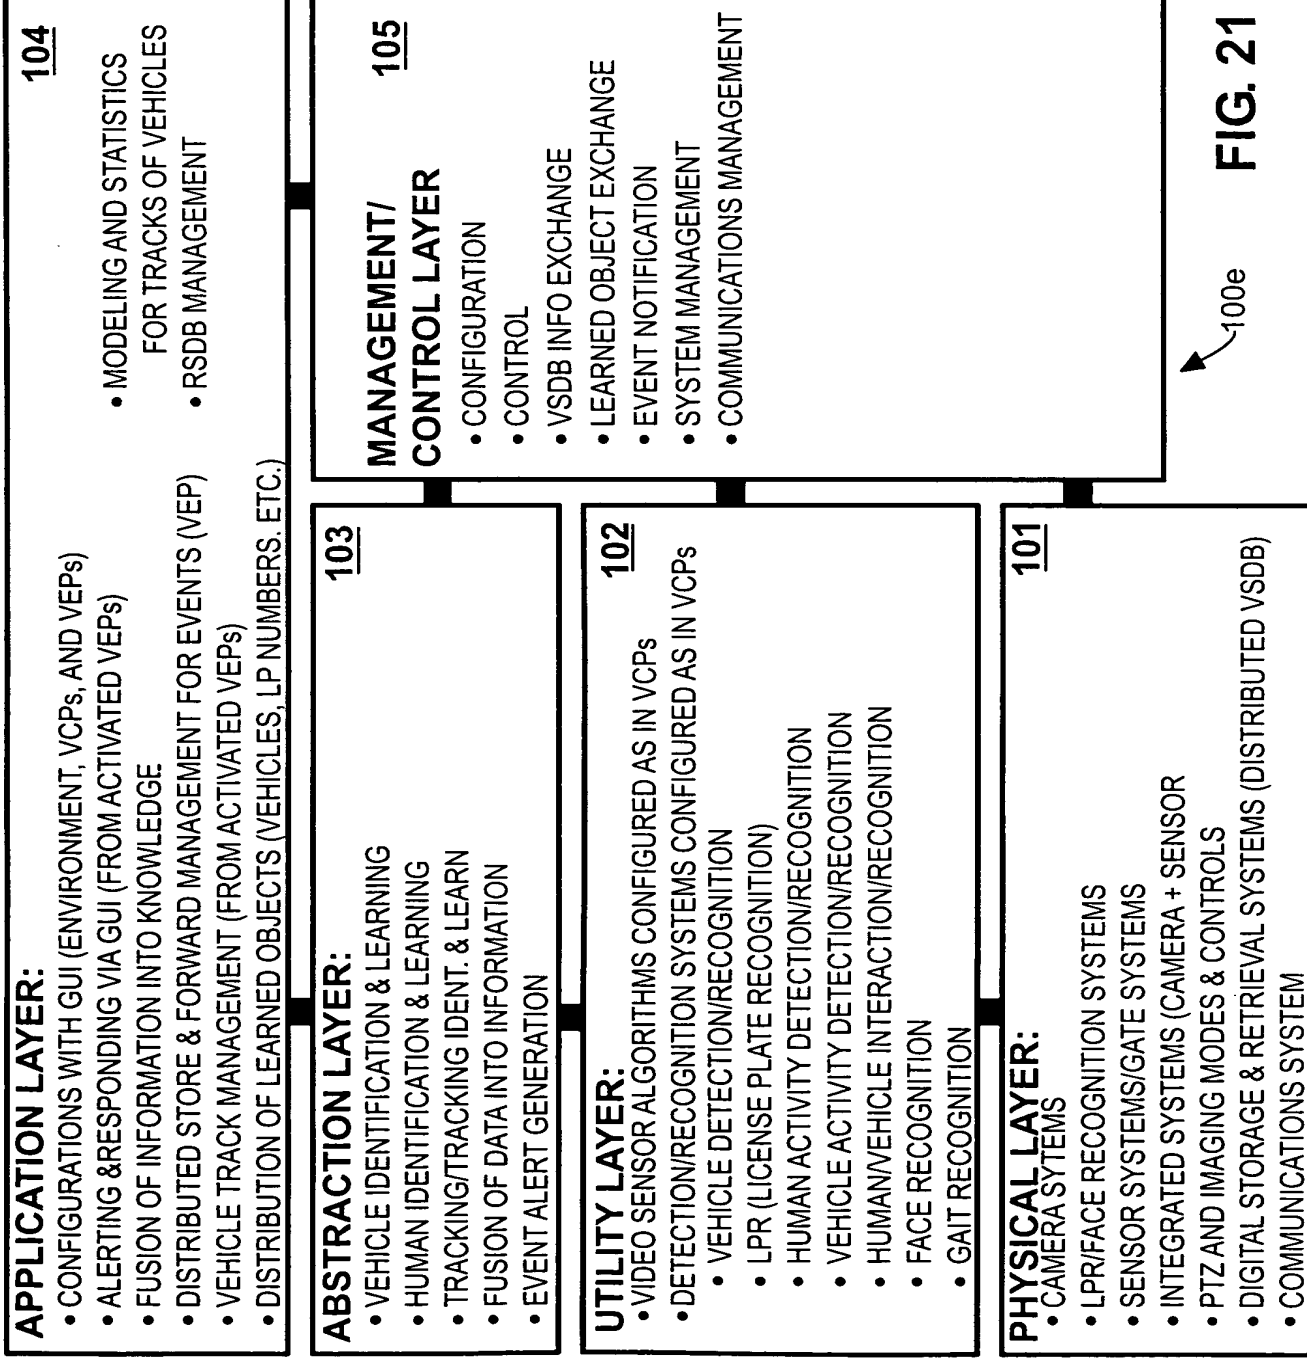 APPLICATION LAYER:
104
• CONFIGURATIONS WITH GUI (ENVIRONMENT, VCPs, AND VEPs)
• ALERTING &RESPONDING VIA GUI (FROM ACTIVATED VEPs)
• FUSION OF INFORMATION INTO KNOWLEDGE
• DISTRIBUTED STORE & FORWARD MANAGEMENT FOR EVENTS (VEP)
• VEHICLE TRACK MANAGEMENT (FROM ACTIVATED VEPs)
• DISTRIBUTION OF LEARNED OBJECTS (VEHICLES, LP NUMBERS. ETC.)
• MODELING AND STATISTICS
FOR TRACKS OF VEHICLES
• RSDB MANAGEMENT
ABSTRACTION LAYER:
103
• VEHICLE IDENTIFICATION & LEARNING
• HUMAN IDENTIFICATION & LEARNING
• TRACKING/TRACKING IDENT. & LEARN
• FUSION OF DATA INTO INFORMATION
• EVENT ALERT GENERATION
UTILITY LAYER:
102
• VIDEO SENSOR ALGORITHMS CONFIGURED AS IN VCPs
• DETECTION/RECOGNITION SYSTEMS CONFIGURED AS IN VCPs
• VEHICLE DETECTION/RECOGNITION
• LPR (LICENSE PLATE RECOGNITION)
• HUMAN ACTIVITY DETECTION/RECOGNITION
• VEHICLE ACTIVITY DETECTION/RECOGNITION
• HUMAN/VEHICLE INTERACTION/RECOGNITION
• FACE RECOGNITION
• GAIT RECOGNITION
PHYSICAL LAYER:
101
• CAMERA SYTEMS
• LPR/FACE RECOGNITION SYSTEMS
• SENSOR SYSTEMS/GATE SYSTEMS
• INTEGRATED SYSTEMS (CAMERA + SENSOR
• PTZ AND IMAGING MODES & CONTROLS
• DIGITAL STORAGE & RETRIEVAL SYSTEMS (DISTRIBUTED VSDB)
• COMMUNICATIONS SYSTEM
MANAGEMENT/
CONTROL LAYER
105
• CONFIGURATION
• CONTROL
• VSDB INFO EXCHANGE
• LEARNED OBJECT EXCHANGE
• EVENT NOTIFICATION
• SYSTEM MANAGEMENT
• COMMUNICATIONS MANAGEMENT
100e
FIG. 21